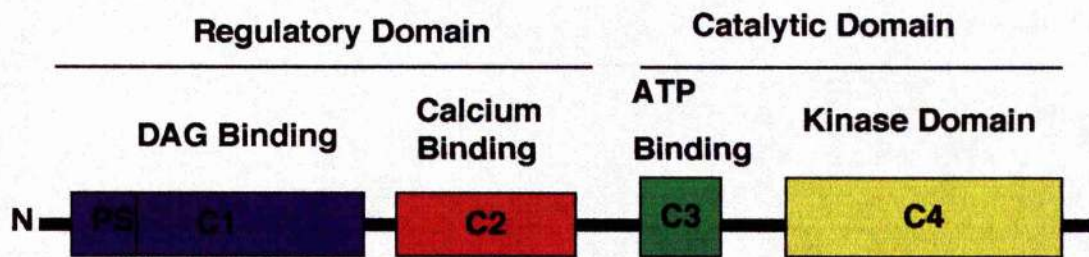 Regulatory Domain
Catalytic Domain
DAG Binding
Calcium
Binding
ATP
Binding
Kinase Domain
N
PS
C1
C2
C3
C4